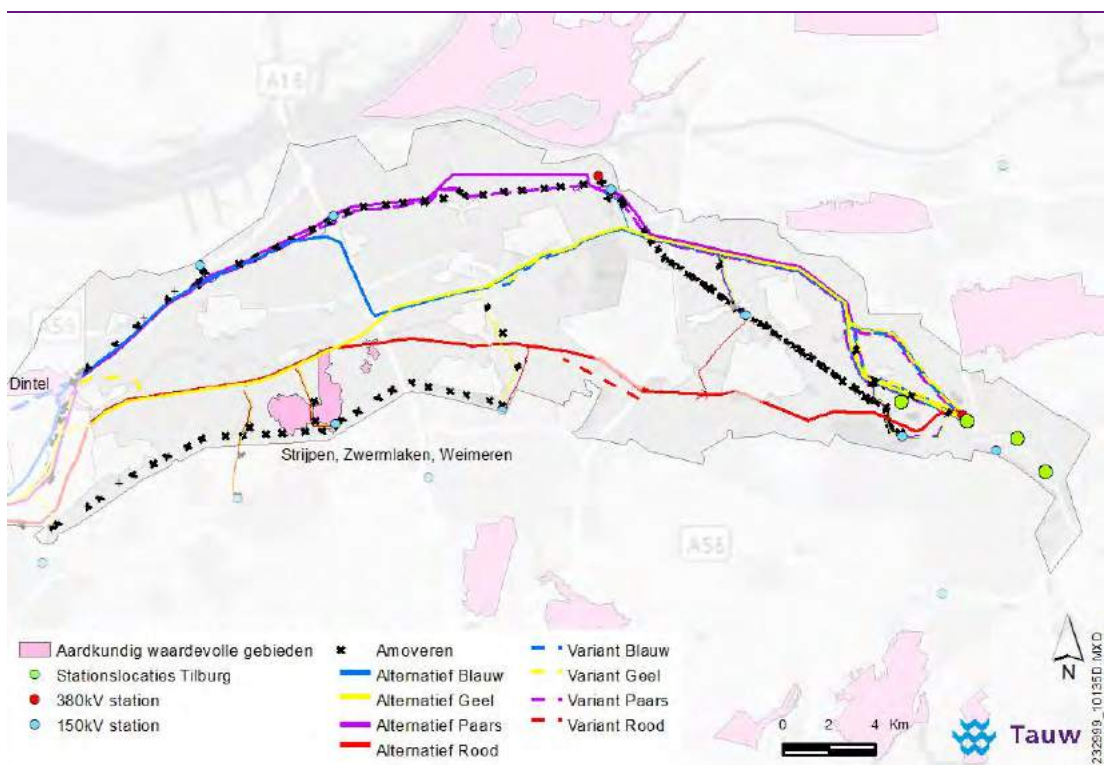 A16
A59
Dintel
Strijpen, Zwermlaken, Weimeren
A58
Aardkundig waardevolle gebieden
Stationslocaties Tilburg
380kV station
150kV station
Amoveren
Alternatief Blauw
Alternatief Geel
Alternatief Paars
Alternatief Rood
Variant Blauw
Variant Geel
Variant Paars
Variant Rood
N
0 2 4 Km
Tauw
232999_10135D.MXD